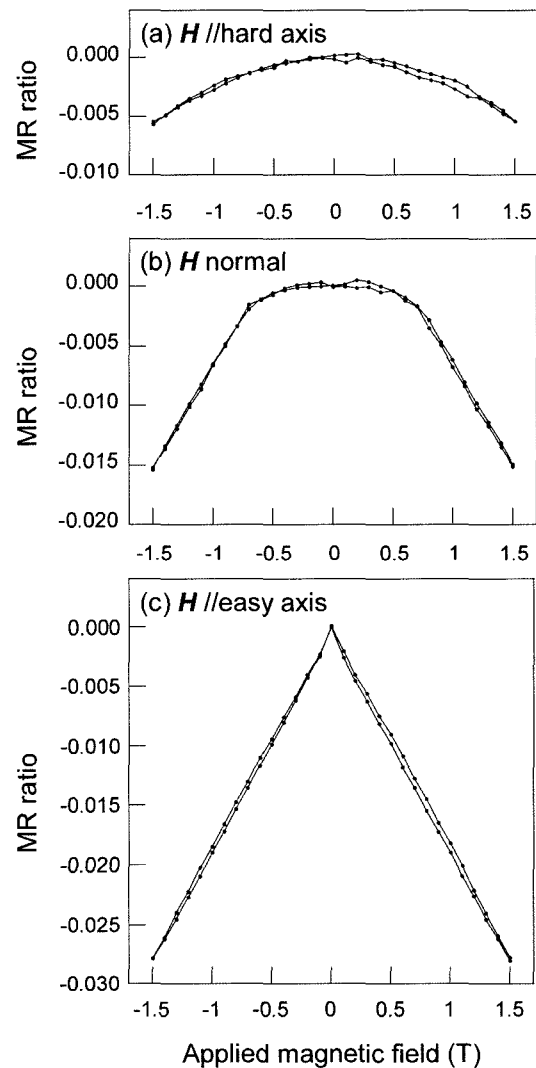 (a) H //hard axis
MR ratio
0.000
-0.005
-0.010
-1.5 -1 -0.5 0 0.5 1 1.5
(b) H normal
MR ratio
0.000
-0.005
-0.010
-0.015
-0.020
-1.5 -1 -0.5 0 0.5 1 1.5
(c) H //easy axis
MR ratio
0.000
-0.005
-0.010
-0.015
-0.020
-0.025
-0.030
-1.5 -1 -0.5 0 0.5 1 1.5
Applied magnetic field (T)